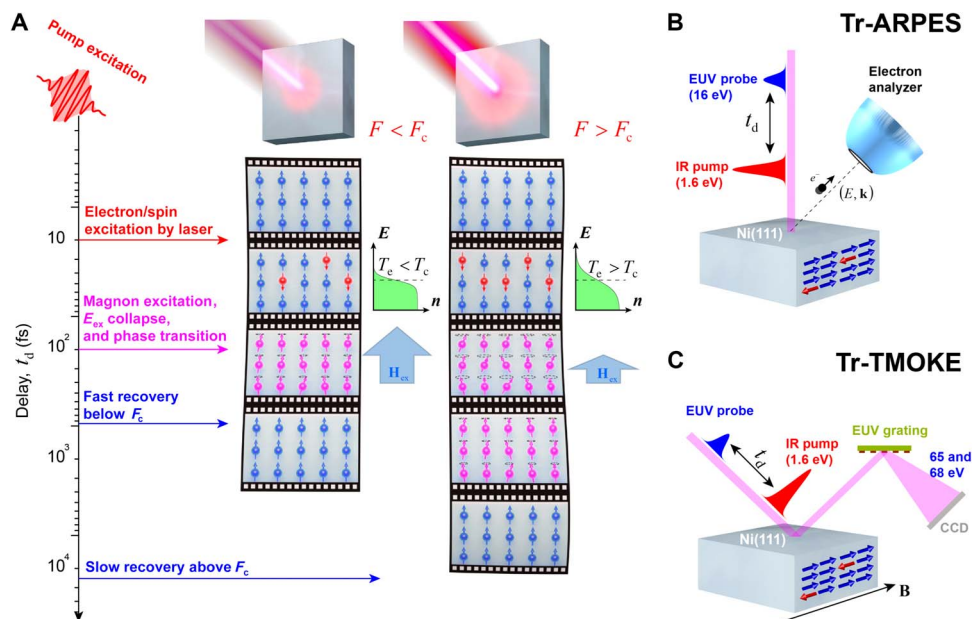 A
Pump excitation
F < Fc
F > Fc
Electron/spin
excitation by laser
10
Magnon excitation,
Eex collapse,
and phase transition
10²
Fast recovery
below Fc
10³
Slow recovery above Fc
10⁴
Delay, td (fs)
E
Te < Tc
n
Hex
E
Te > Tc
n
Hex
B
Tr-ARPES
EUV probe
(16 eV)
td
IR pump
(1.6 eV)
Electron
analyzer
e⁻
(E, k)
Ni(111)
C
Tr-TMOKE
EUV probe
td
IR pump
(1.6 eV)
EUV grating
65 and
68 eV
CCD
Ni(111)
B